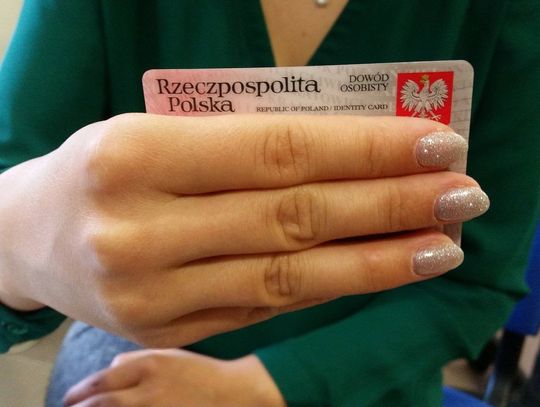 Rzeczpospolita
Polska
DOWÓD
OSOBISTY
REPUBLIC OF POLAND / IDENTITY CARD